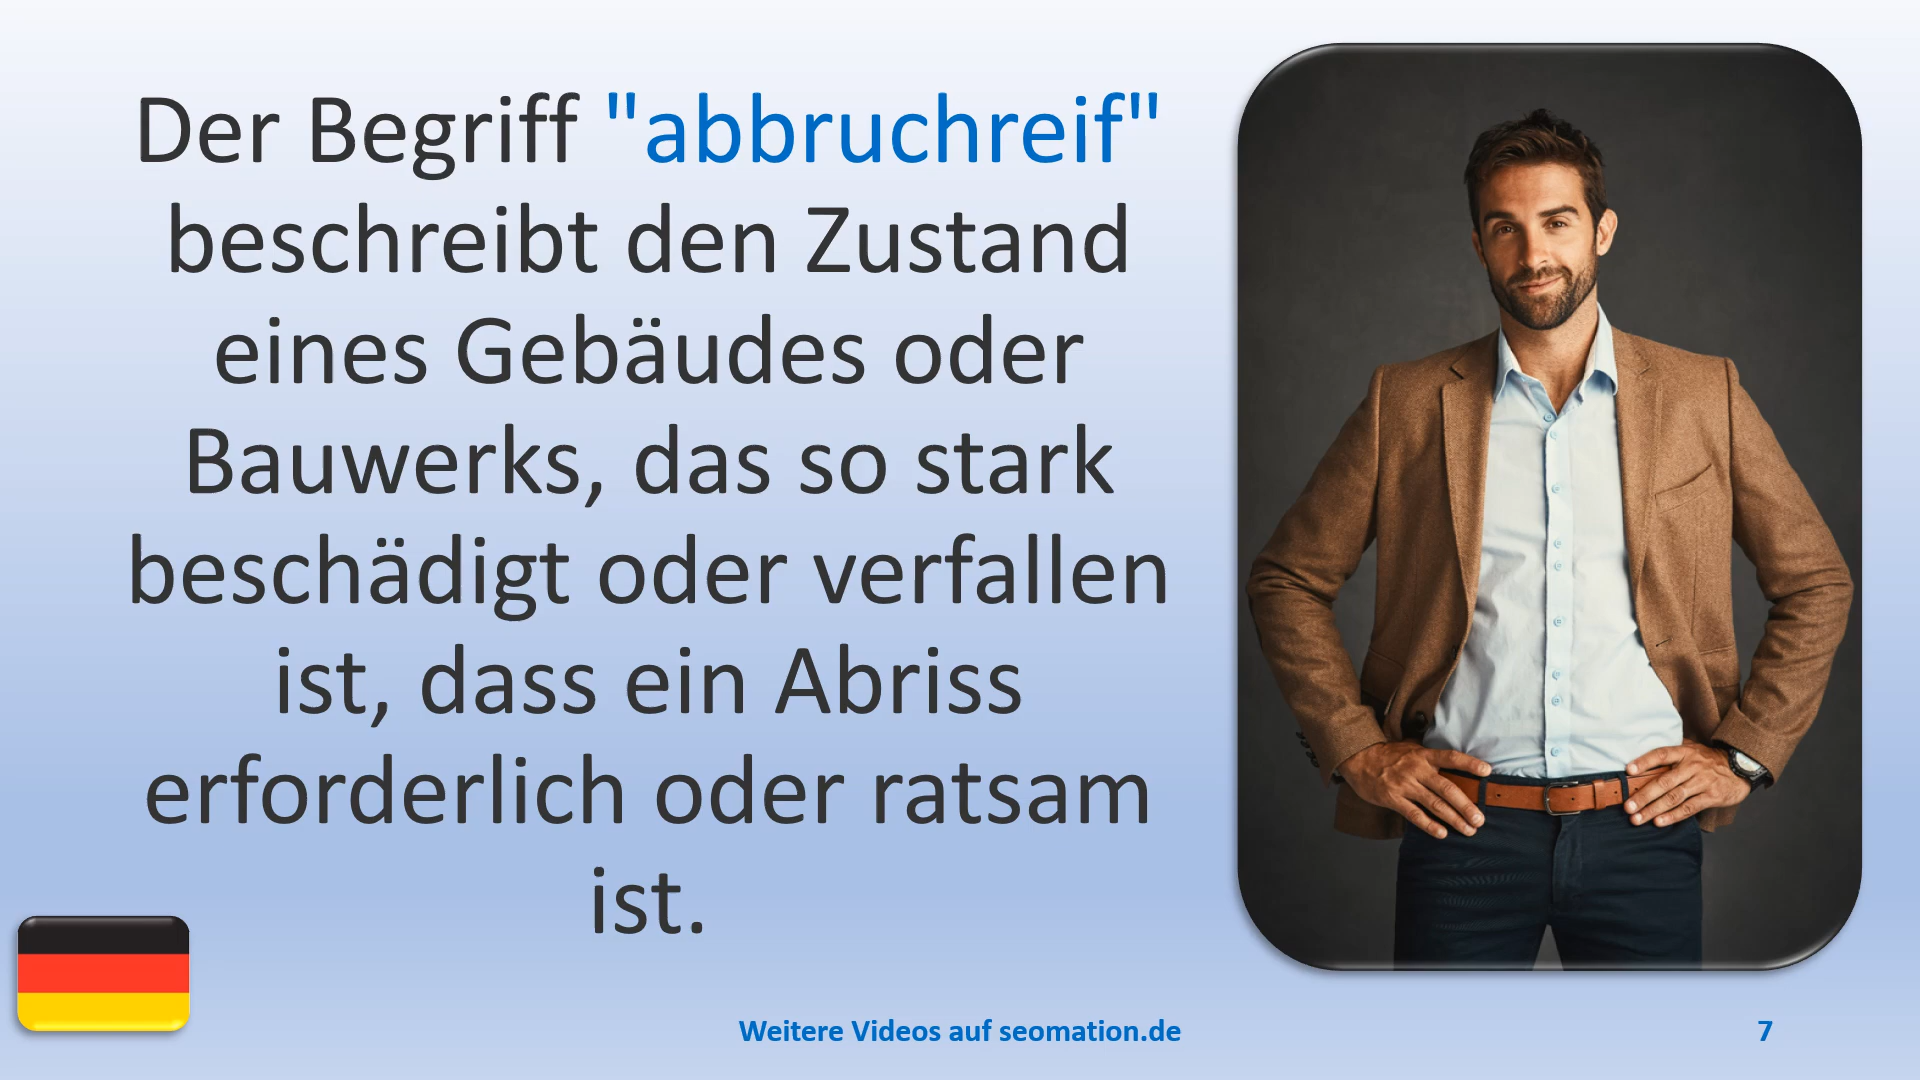 Der Begriff "abbruchreif"
beschreibt den Zustand
eines Gebäudes oder
Bauwerks, das so stark
beschädigt oder verfallen
ist, dass ein Abriss
erforderlich oder ratsam
ist.
Weitere Videos auf seomation.de
7